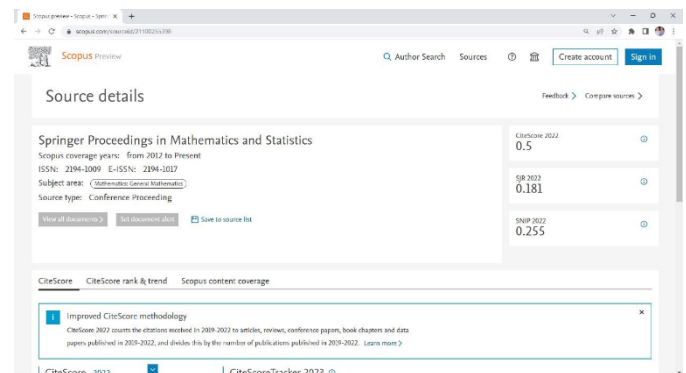 Scopus preview - Scopus - Sprin
scopus.com/sourceid/21100255398
Scopus Preview
Author Search Sources
Create account Sign in
Source details
Feedback Compare sources
Springer Proceedings in Mathematics and Statistics
Scopus coverage years: from 2012 to Present
ISSN: 2194-1009 E-ISSN: 2194-1017
Subject area: Mathematics: General Mathematics
Source type: Conference Proceeding
View all documents Set document alert Save to source list
CiteScore 2022
0.5
SJR 2022
0.181
SNIP 2022
0.255
CiteScore CiteScore rank & trend Scopus content coverage
i Improved CiteScore methodology
CiteScore 2022 counts the citations received in 2019-2022 to articles, reviews, conference papers, book chapters and data
papers published in 2019-2022, and divides this by the number of publications published in 2019-2022. Learn more
CiteScore 2022 CiteScoreTracker 2023